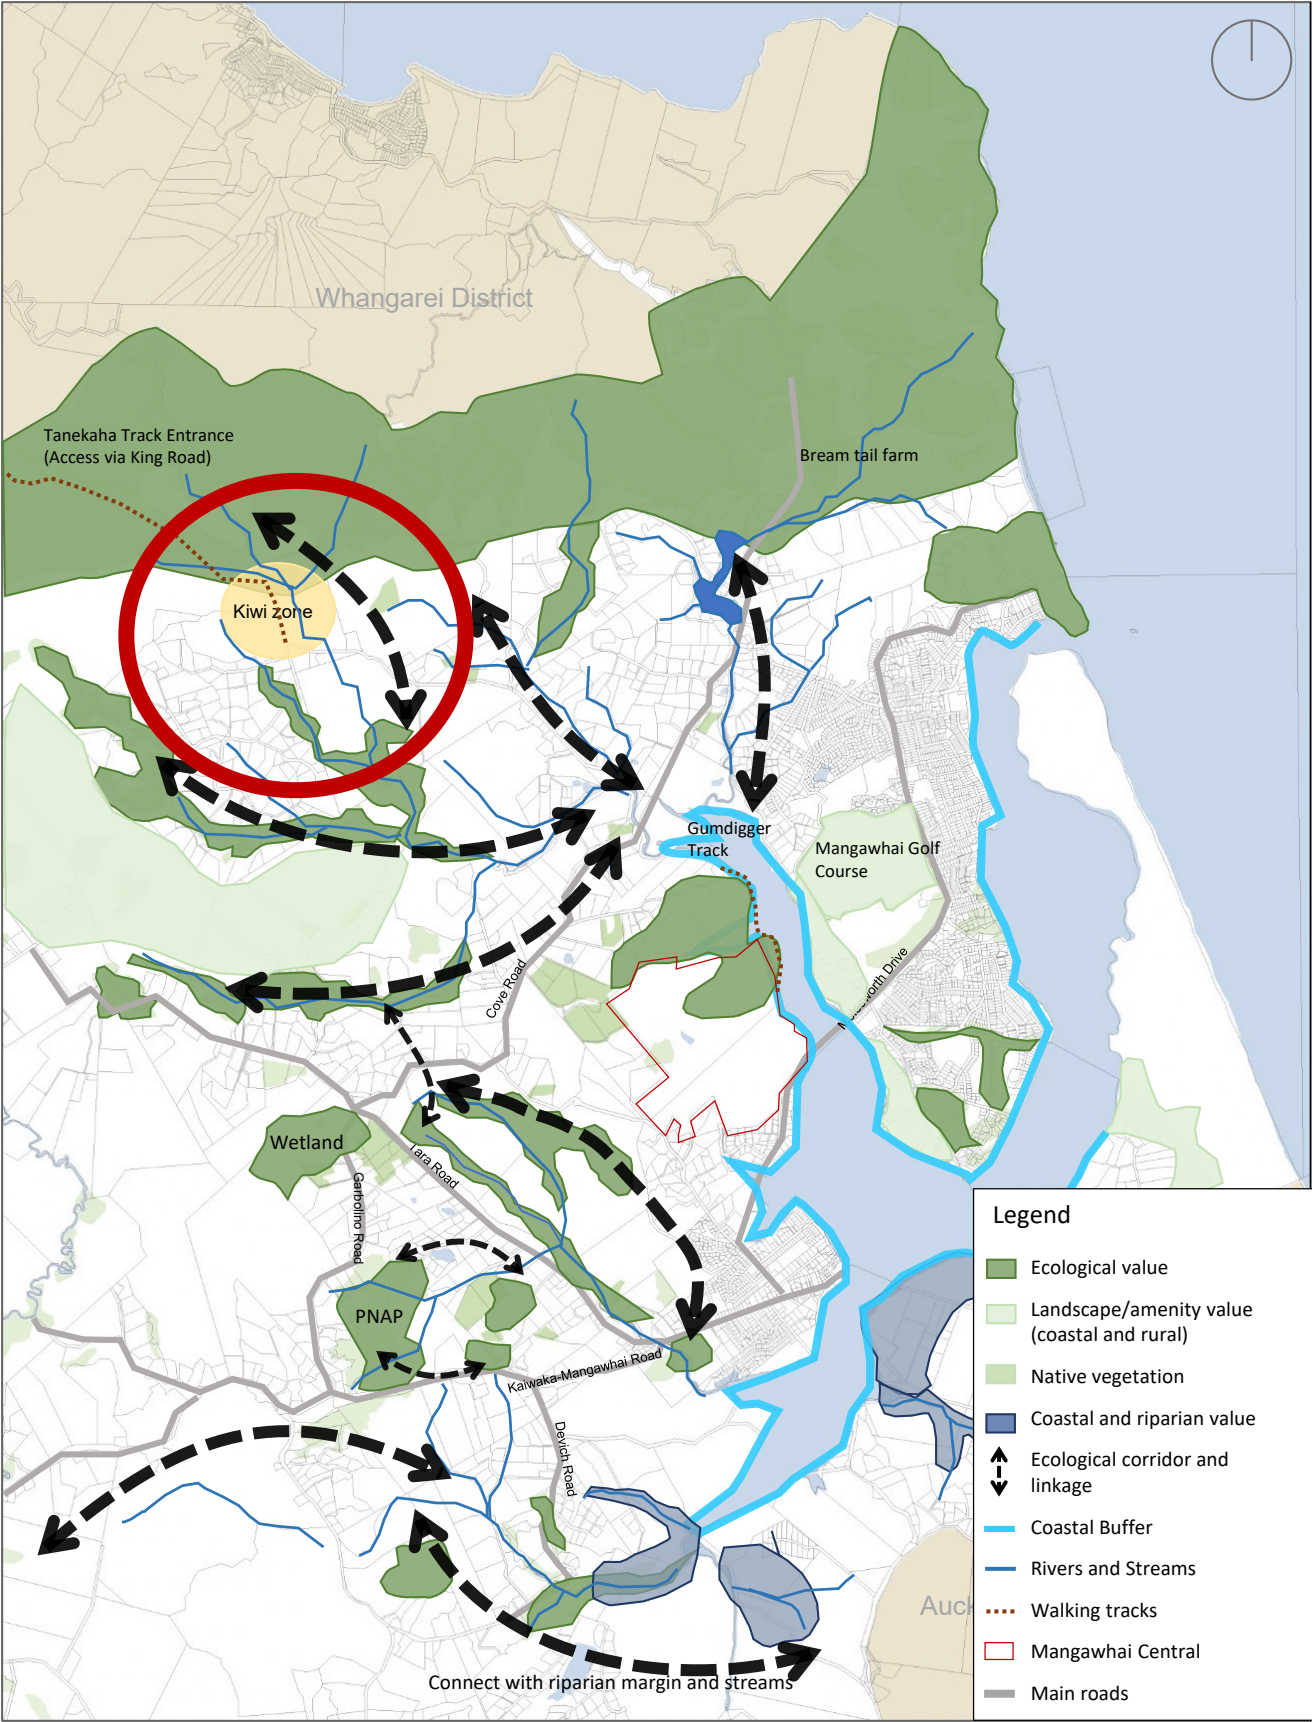 Whangarei District
Tanekaha Track Entrance
(Access via King Road)
Bream tail farm
Kiwi zone
Gumdigger
Track
Mangawhai Golf
Course
Cove Road
Wetland
Tara Road
Garbolino Road
PNAP
Kaiwaka-Mangawhai Road
Devich Road
Connect with riparian margin and streams
Legend
Ecological value
Landscape/amenity value
(coastal and rural)
Native vegetation
Coastal and riparian value
Ecological corridor and
linkage
Coastal Buffer
Rivers and Streams
Walking tracks
Mangawhai Central
Main roads
Drive
Auck